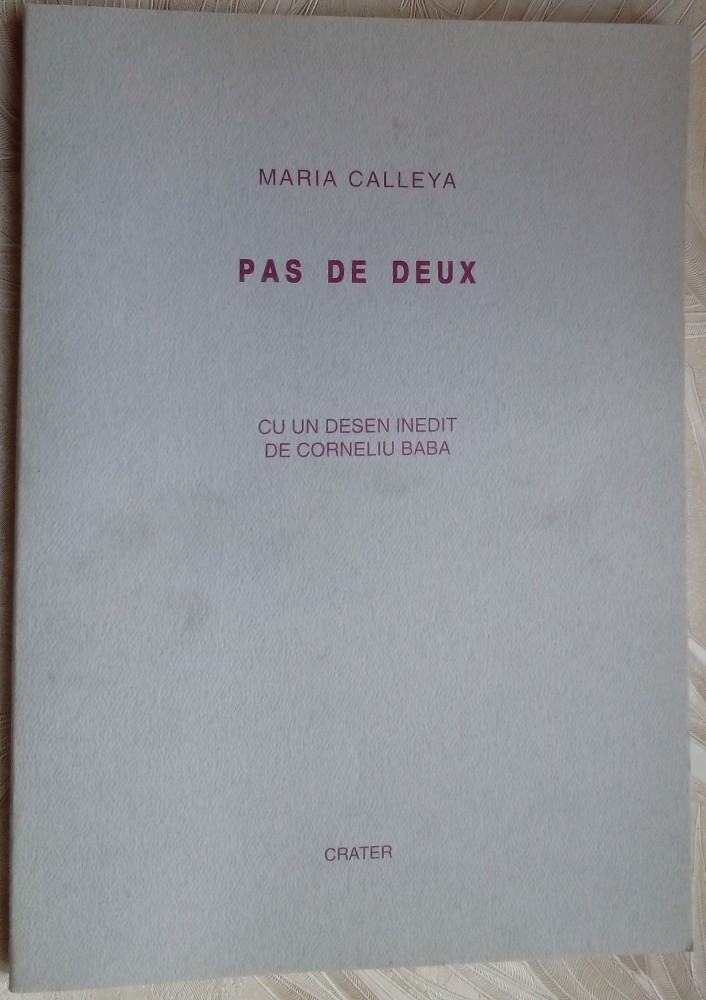 MARIA CALLEYA
PAS DE DEUX
CU UN DESEN INEDIT
DE CORNELIU BABA
CRATER